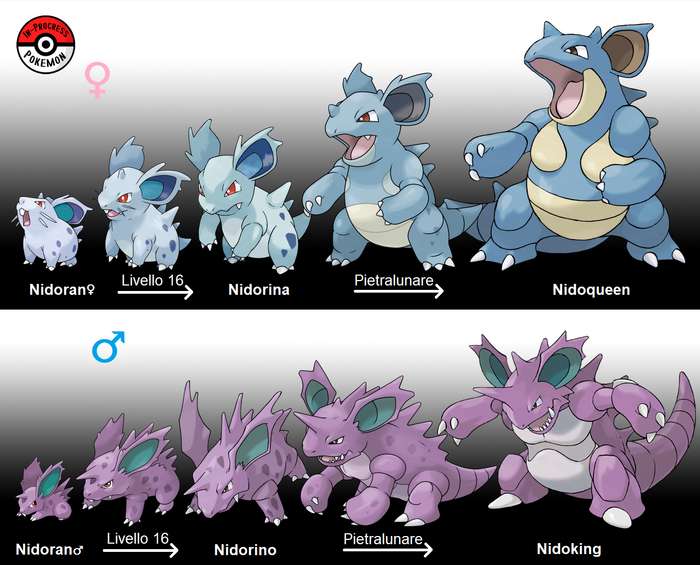 IN-PROGRESS
POKEMON
♀
Livello 16
Pietralunare
Nidoran♀
Nidorina
Nidoqueen
♂
Livello 16
Pietralunare
Nidoran♂
Nidorino
Nidoking